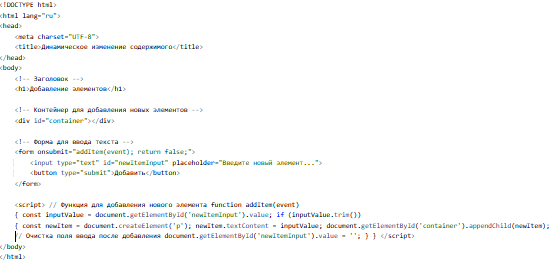 <!DOCTYPE html>
<html lang="ru">
<head>
<meta charset="UTF-8">
<title>Динамическое изменение содержимого</title>
</head>
<body>
<!-- Заголовок -->
<h1>Добавление элементов</h1>
<!-- Контейнер для добавления новых элементов -->
<div id="container"></div>
<!-- Форма для ввода текста -->
<form onsubmit="addItem(event); return false;">
<input type="text" id="newItemInput" placeholder="Введите новый элемент...">
<button type="submit">Добавить</button>
</form>
<script> // Функция для добавления нового элемента function addItem(event)
{ const inputValue = document.getElementById('newItemInput').value; if (inputValue.trim())
{ const newItem = document.createElement('p'); newItem.textContent = inputValue; document.getElementById('container').appendChild(newItem);
// Очистка поля ввода после добавления document.getElementById('newItemInput').value = ''; } } </script>
</body>
</html>